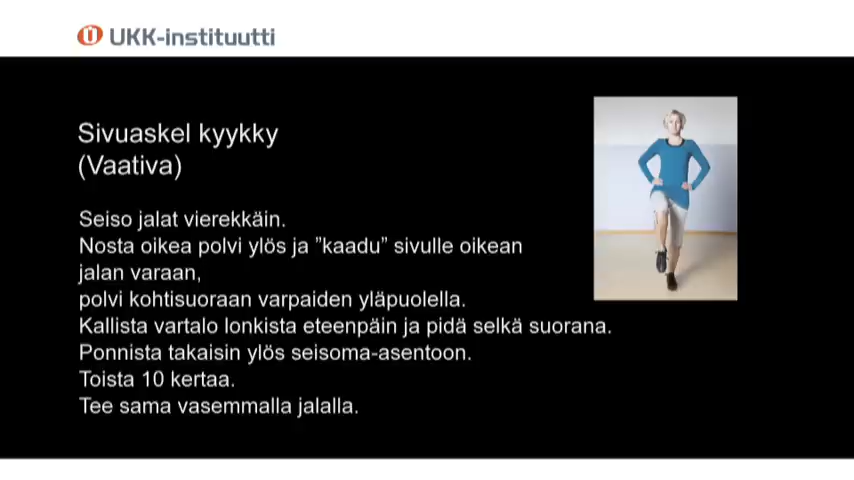 UKK-instituutti
Sivuaskel kyykky
(Vaativa)
Seiso jalat vierekkäin.
Nosta oikea polvi ylös ja ”kaadu” sivulle oikean
jalan varaan,
polvi kohtisuoraan varpaiden yläpuolella.
Kallista vartalo lonkista eteenpäin ja pidä selkä suorana.
Ponnista takaisin ylös seisoma-asentoon.
Toista 10 kertaa.
Tee sama vasemmalla jalalla.